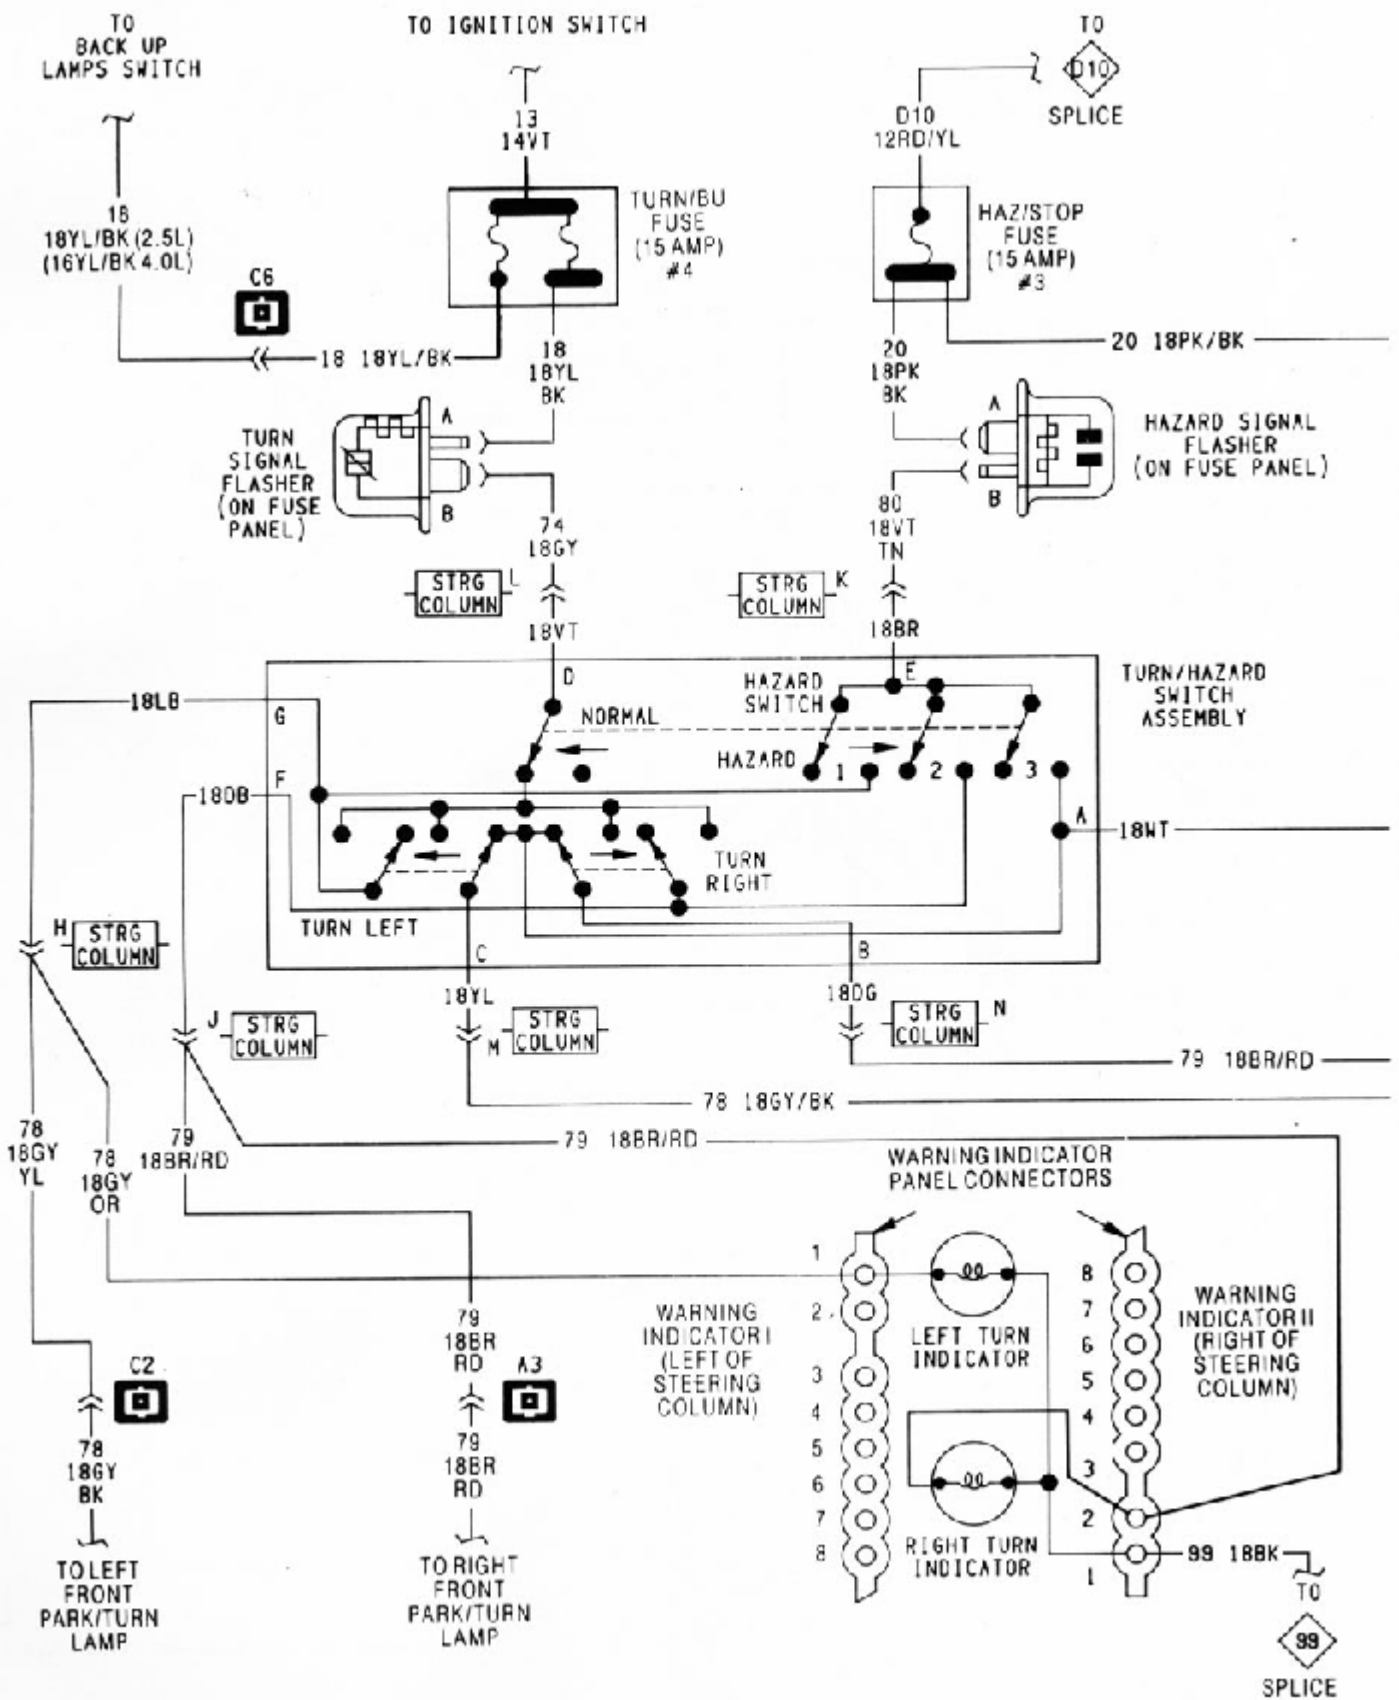 TO
BACK UP
LAMPS SWITCH
TO IGNITION SWITCH
TO
D10
SPLICE
13
14VT
D10
12RD/YL
18
18YL/BK (2.5L)
(16YL/BK 4.0L)
TURN/BU
FUSE
(15 AMP)
#4
HAZ/STOP
FUSE
(15 AMP)
#3
C6
18 18YL/BK
18
18YL
BK
20
18PK
BK
20 18PK/BK
TURN
SIGNAL
FLASHER
(ON FUSE
PANEL)
A
B
A
B
HAZARD SIGNAL
FLASHER
(ON FUSE PANEL)
74
18GY
80
18VT
TN
STRG
COLUMN
L
STRG
COLUMN
K
18VT
18BR
18LB
G
D
NORMAL
HAZARD
SWITCH
E
TURN/HAZARD
SWITCH
ASSEMBLY
HAZARD
1
2
3
18DB
F
A
18WT
TURN
RIGHT
TURN LEFT
H
STRG
COLUMN
C
B
18YL
18DG
J
STRG
COLUMN
M
STRG
COLUMN
STRG
COLUMN
N
79 18BR/RD
78 18GY/BK
78
18GY
YL
78
18GY
OR
79
18BR/RD
79 18BR/RD
WARNING INDICATOR
PANEL CONNECTORS
1
2
3
4
5
6
7
8
WARNING
INDICATOR I
(LEFT OF
STEERING
COLUMN)
LEFT TURN
INDICATOR
RIGHT TURN
INDICATOR
8
7
6
5
4
3
2
1
WARNING
INDICATOR II
(RIGHT OF
STEERING
COLUMN)
79
18BR
RD
C2
A3
78
18GY
BK
79
18BR
RD
99 18BK
TO
99
SPLICE
TO LEFT
FRONT
PARK/TURN
LAMP
TO RIGHT
FRONT
PARK/TURN
LAMP